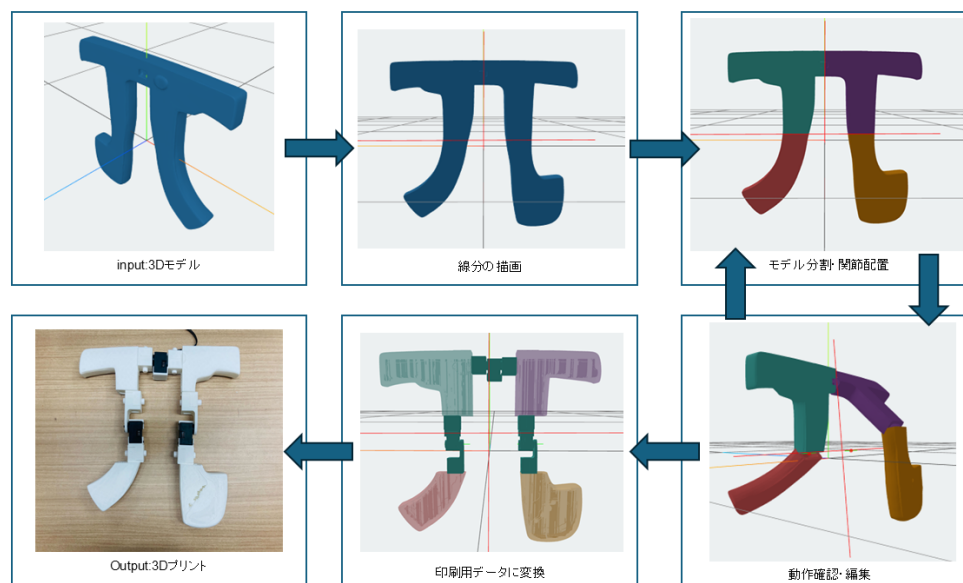 input:3Dモデル
線分の描画
モデル分割・関節配置
Output:3Dプリント
印刷用データに変換
動作確認・編集